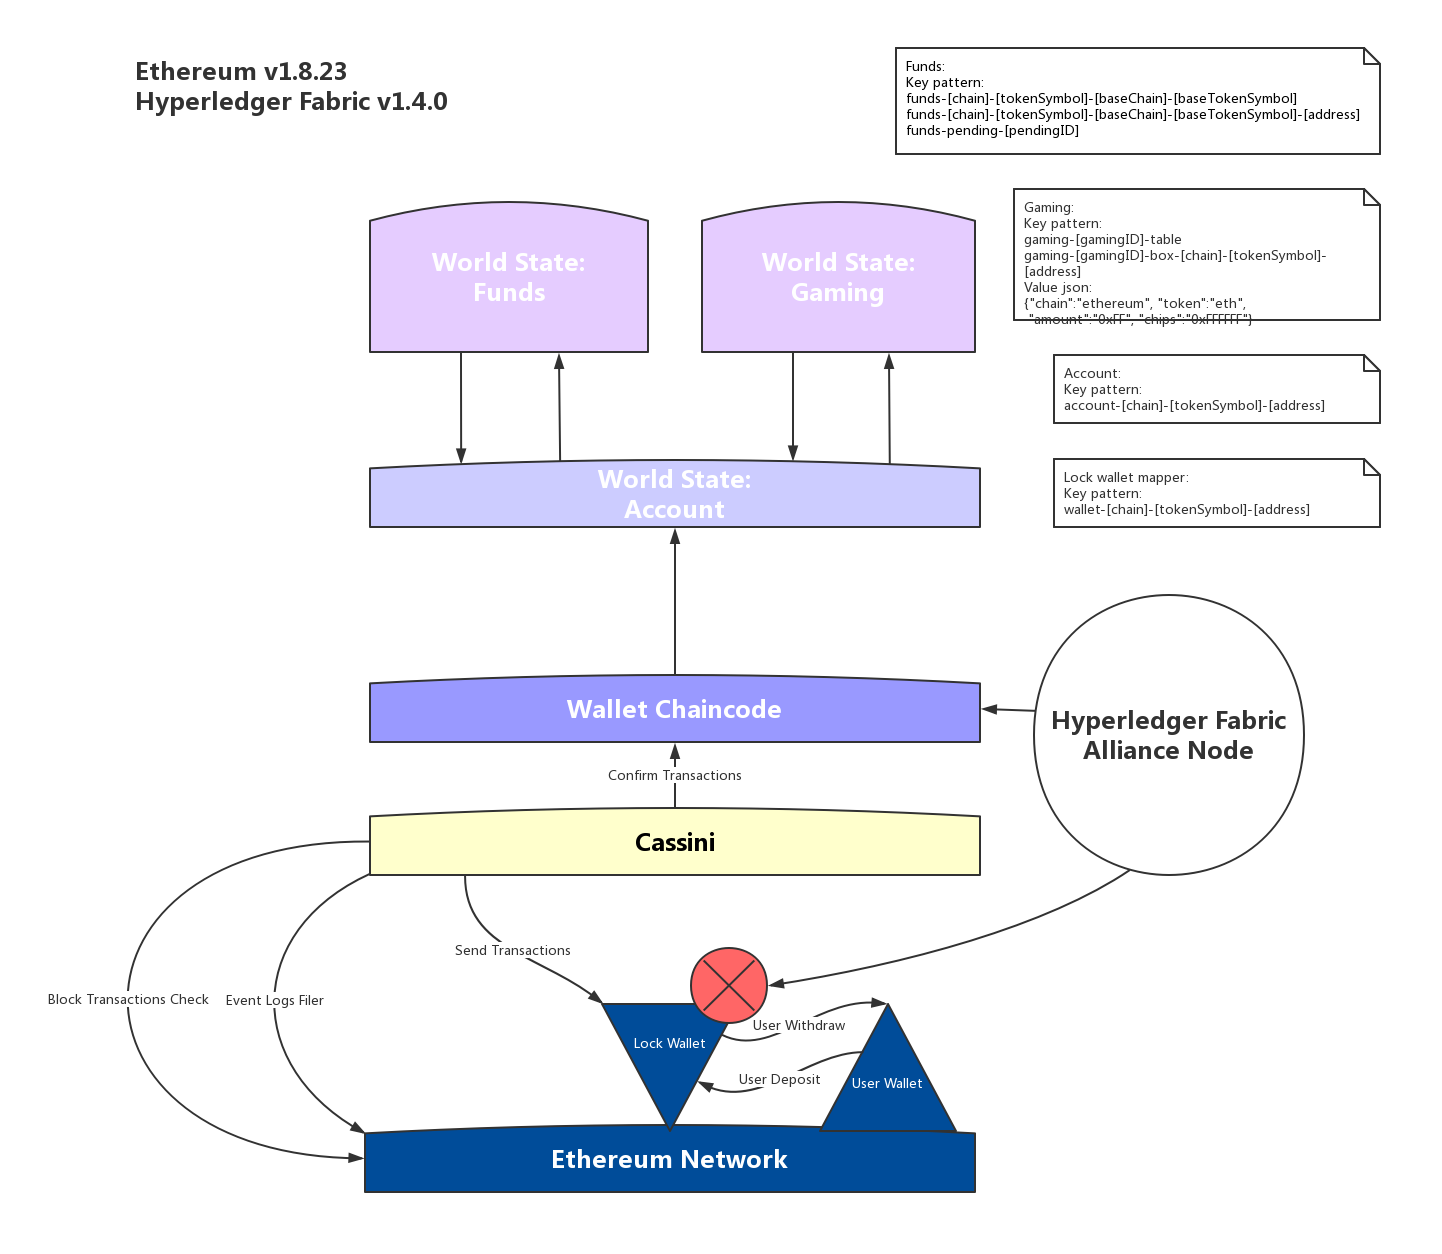 Ethereum v1.8.23
Hyperledger Fabric v1.4.0
Funds:
Key pattern:
funds-[chain]-[tokenSymbol]-[baseChain]-[baseTokenSymbol]
funds-[chain]-[tokenSymbol]-[baseChain]-[baseTokenSymbol]-[address]
funds-pending-[pendingID]
Gaming:
Key pattern:
gaming-[gamingID]-table
gaming-[gamingID]-box-[chain]-[tokenSymbol]-
[address]
Value json:
{"chain":"ethereum", "token":"eth",
"amount":"0xFF", "chips":"0xFFFFFF"}
World State:
Funds
World State:
Gaming
Account:
Key pattern:
account-[chain]-[tokenSymbol]-[address]
World State:
Account
Lock wallet mapper:
Key pattern:
wallet-[chain]-[tokenSymbol]-[address]
Wallet Chaincode
Hyperledger Fabric
Alliance Node
Confirm Transactions
Cassini
Send Transactions
Block Transactions Check
Event Logs Filer
User Withdraw
Lock Wallet
User Deposit
User Wallet
Ethereum Network